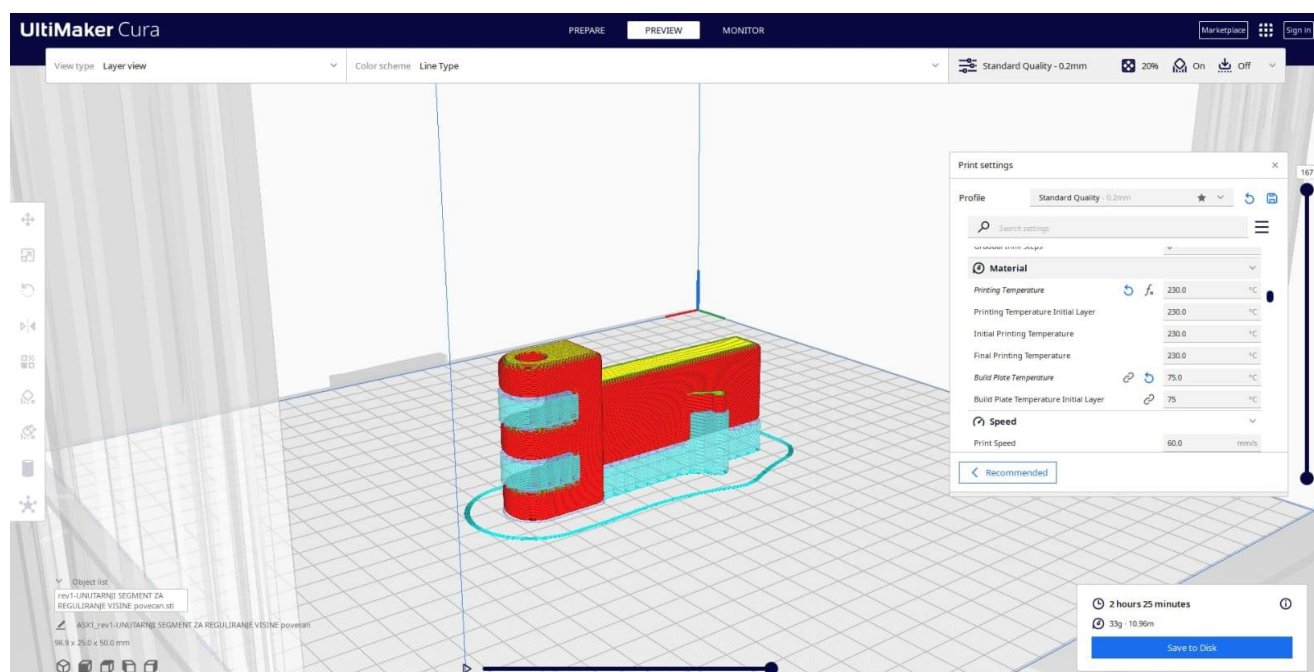 UltiMaker Cura
PREPARE
PREVIEW
MONITOR
Marketplace
Sign in
View type Layer view
Color scheme Line Type
Standard Quality - 0.2mm
20%
On
Off
Print settings
167
Profile
Standard Quality - 0.2mm
Search settings
Gradual Infill Steps
0
Material
Printing Temperature 230.0 °C
Printing Temperature Initial Layer 230.0 °C
Initial Printing Temperature 230.0 °C
Final Printing Temperature 230.0 °C
Build Plate Temperature 75.0 °C
Build Plate Temperature Initial Layer 75 °C
Speed
Print Speed 60.0 mm/s
Recommended
Object list
rev1-UNUTARNJI SEGMENT ZA
REGULIRANJE VISINE povecan.stl
ASX1_rev1-UNUTARNJI SEGMENT ZA REGULIRANJE VISINE povecan
98.9 x 25.0 x 50.0 mm
2 hours 25 minutes
33g · 10.96m
Save to Disk